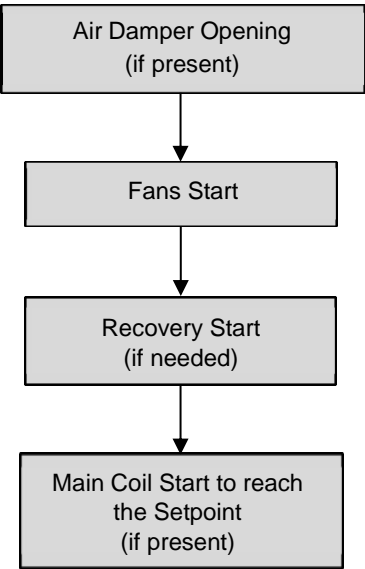 Air Damper Opening
(if present)
Fans Start
Recovery Start
(if needed)
Main Coil Start to reach
the Setpoint
(if present)